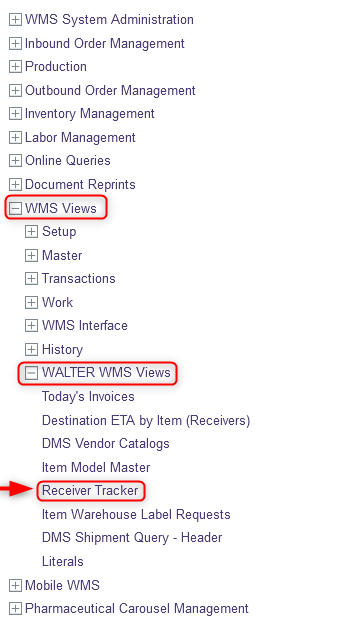 WMS System Administration
Inbound Order Management
Production
Outbound Order Management
Inventory Management
Labor Management
Online Queries
Document Reprints
WMS Views
Setup
Master
Transactions
Work
WMS Interface
History
WALTER WMS Views
Today's Invoices
Destination ETA by Item (Receivers)
DMS Vendor Catalogs
Item Model Master
Receiver Tracker
Item Warehouse Label Requests
DMS Shipment Query - Header
Literals
Mobile WMS
Pharmaceutical Carousel Management